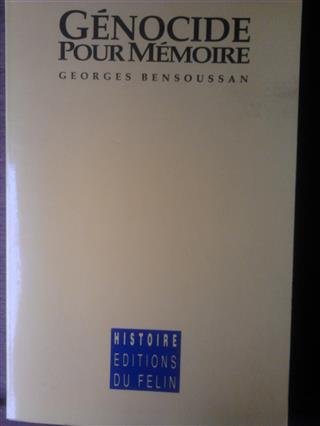 GÉNOCIDE
POUR MÉMOIRE
GEORGES BENSOUSSAN
HISTOIRE
EDITIONS
DU FELIN